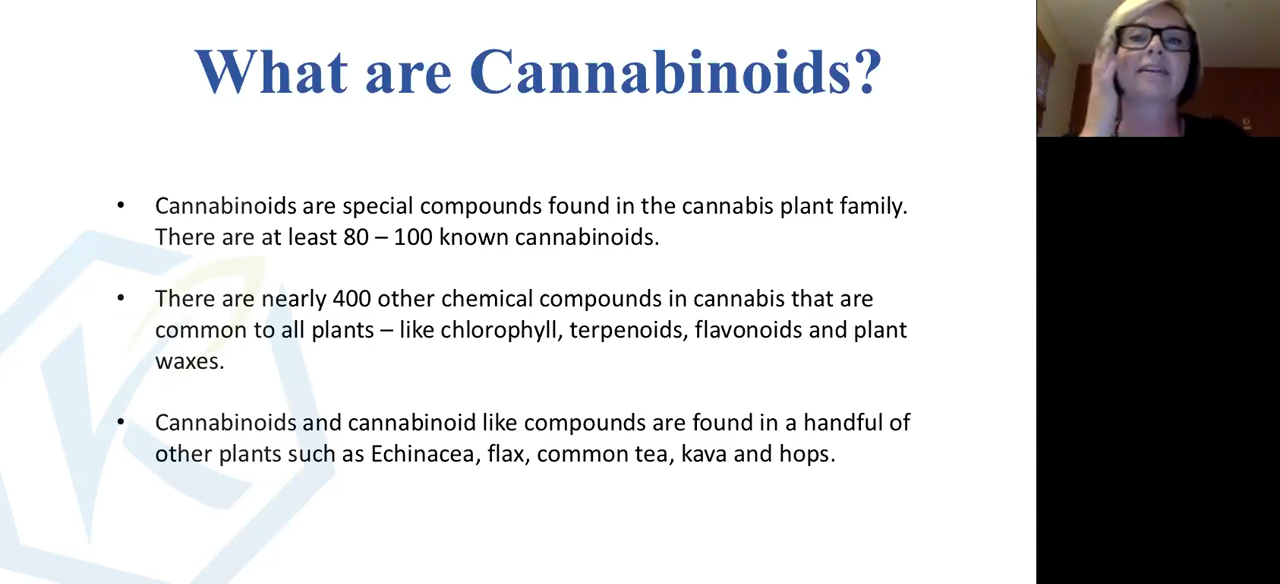 What are Cannabinoids?
• Cannabinoids are special compounds found in the cannabis plant family.
There are at least 80 – 100 known cannabinoids.
• There are nearly 400 other chemical compounds in cannabis that are
common to all plants – like chlorophyll, terpenoids, flavonoids and plant
waxes.
• Cannabinoids and cannabinoid like compounds are found in a handful of
other plants such as Echinacea, flax, common tea, kava and hops.